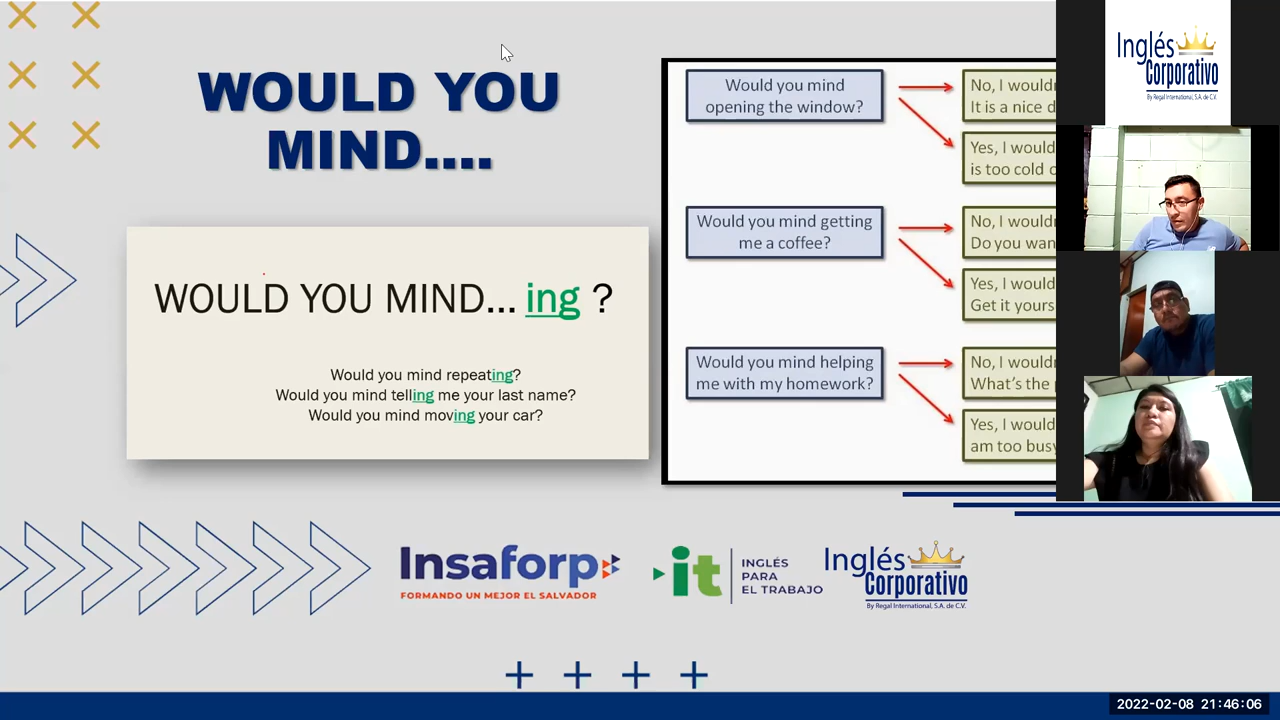 WOULD YOU
MIND....
WOULD YOU MIND... ing ?
Would you mind repeating?
Would you mind telling me your last name?
Would you mind moving your car?
Would you mind
opening the window?
No, I
It is a nice
Yes, I would
is too cold
Would you mind getting
me a coffee?
No, I
Do you
Yes, I would
Get it
Would you mind helping
me with my homework?
No, I
What's the
Yes, I would
am too busy
Insaforp
FORMANDO UN MEJOR EL SALVADOR
it
INGLÉS
PARA
EL TRABAJO
Inglés
Corporativo
By Regal International, S.A. de C.V.
Inglés
Corporativo
By Regal International, S.A. de C.V.
2022-02-08 21:46:06